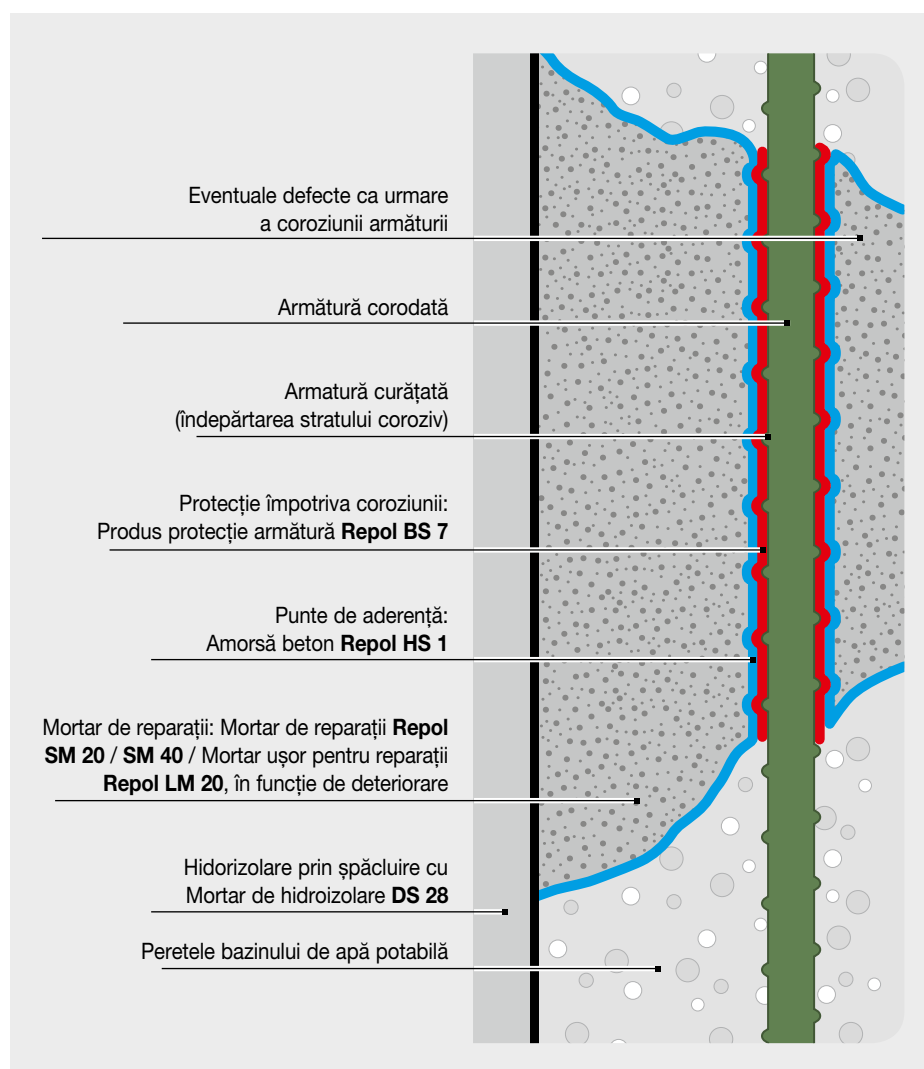 Eventuale defecte ca urmare
a coroziunii armăturii
Armătură corodată
Armatură curățată
(îndepărtarea stratului coroziv)
Protecție împotriva coroziunii:
Produs protecție armătură Repol BS 7
Punte de aderență:
Amorsă beton Repol HS 1
Mortar de reparații: Mortar de reparații Repol
SM 20 / SM 40 / Mortar ușor pentru reparații
Repol LM 20, în funcție de deteriorare
Hidorizolare prin șpăcluire cu
Mortar de hidroizolare DS 28
Peretele bazinului de apă potabilă